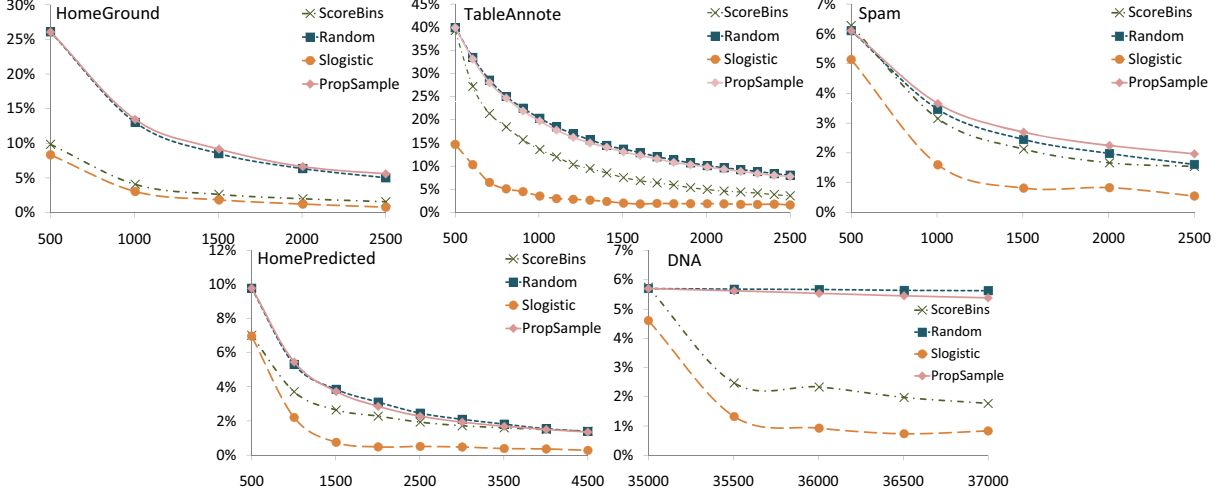 HomeGround
30%
25%
20%
15%
10%
5%
0%
500 1000 1500 2000 2500
ScoreBins
Random
Slogistic
PropSample
TableAnnote
45%
40%
35%
30%
25%
20%
15%
10%
5%
0%
500 1000 1500 2000 2500
ScoreBins
Random
Slogistic
PropSample
Spam
7%
6%
5%
4%
3%
2%
1%
0%
500 1000 1500 2000 2500
ScoreBins
Random
Slogistic
PropSample
HomePredicted
12%
10%
8%
6%
4%
2%
0%
500 1500 2500 3500 4500
ScoreBins
Random
Slogistic
PropSample
DNA
7%
6%
5%
4%
3%
2%
1%
0%
35000 35500 36000 36500 37000
ScoreBins
Random
Slogistic
PropSample